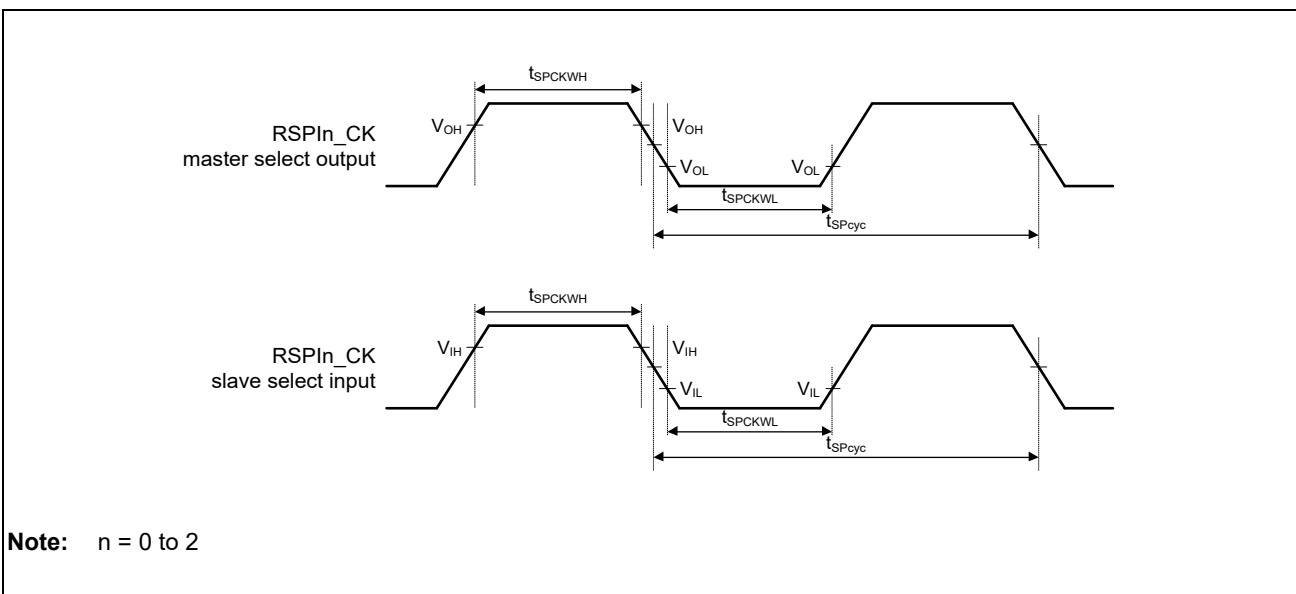 tSPCKWH
RSPIn_CK
master select output
VOH
VOH
VOL
VOL
tSPCKWL
tSPcyc
tSPCKWH
RSPIn_CK
slave select input
VIH
VIH
VIL
VIL
tSPCKWL
tSPcyc
Note: n = 0 to 2